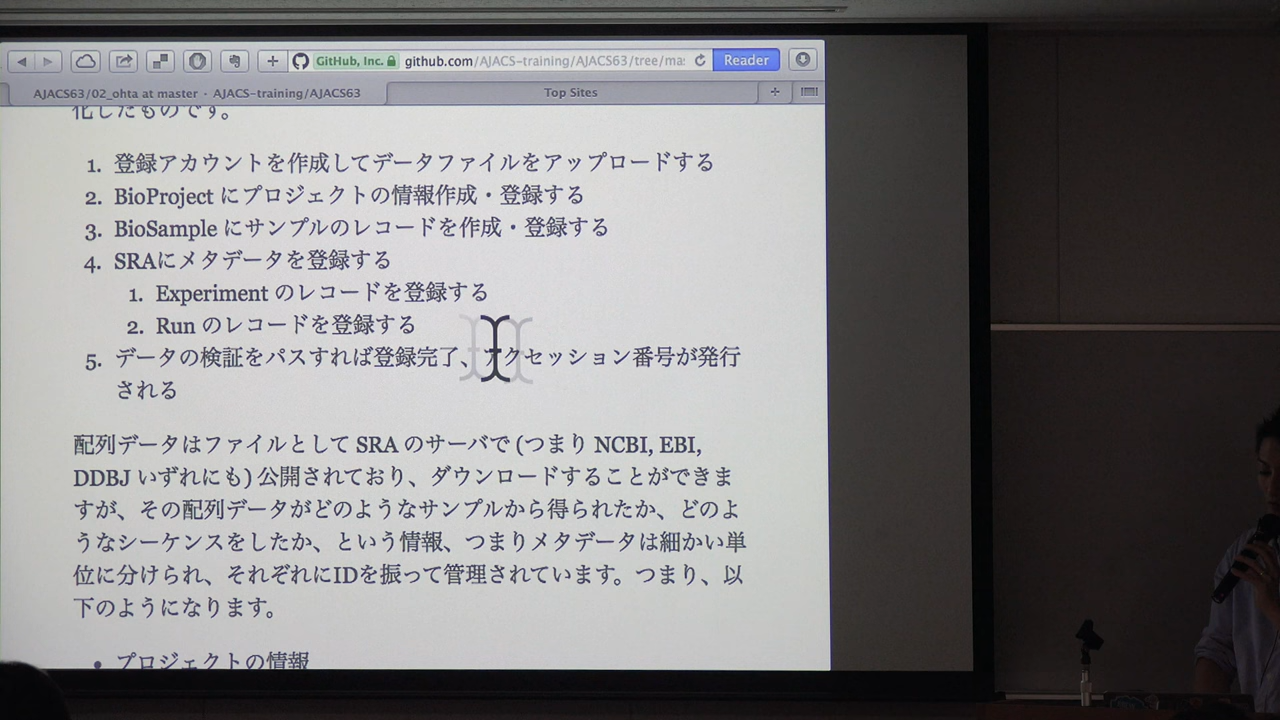 GitHub, Inc. github.com/AJACS-training/AJACS63/tree/mas Reader
AJACS63/02_ohta at master · AJACS-training/AJACS63 Top Sites
化したものです。
1. 登録アカウントを作成してデータファイルをアップロードする
2. BioProject にプロジェクトの情報作成・登録する
3. BioSample にサンプルのレコードを作成・登録する
4. SRAにメタデータを登録する
1. Experiment のレコードを登録する
2. Run のレコードを登録する
5. データの検証をパスすれば登録完了、アクセッション番号が発行
される
配列データはファイルとして SRA のサーバで (つまり NCBI, EBI,
DDBJ いずれにも) 公開されており、ダウンロードすることができま
すが、その配列データがどのようなサンプルから得られたか、どのよ
うなシーケンスをしたか、という情報、つまりメタデータは細かい単
位に分けられ、それぞれにIDを振って管理されています。つまり、以
下のようになります。
• プロジェクトの情報